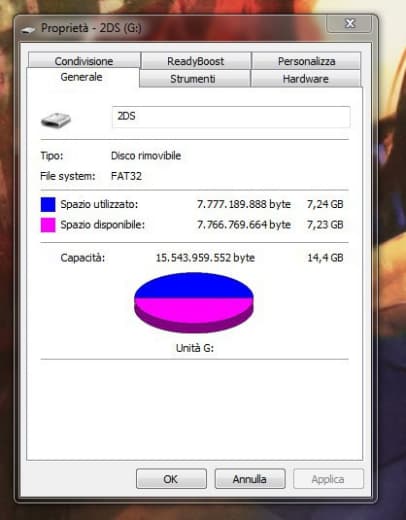 Proprietà - 2DS (G:)
Condivisione ReadyBoost Personalizza
Generale Strumenti Hardware
2DS
Tipo: Disco rimovibile
File system: FAT32
Spazio utilizzato: 7.777.189.888 byte 7,24 GB
Spazio disponibile: 7.766.769.664 byte 7,23 GB
Capacità: 15.543.959.552 byte 14,4 GB
Unità G:
OK Annulla Applica